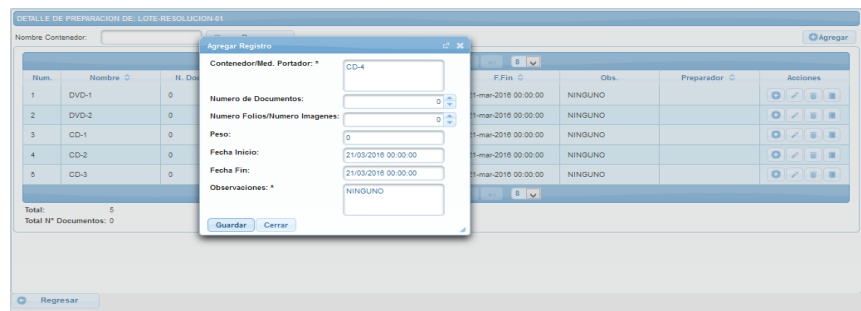 DETALLE DE PREPARACION DE: LOTE-RESOLUCION-01
Nombre Contenedor:
Agregar
Agregar Registro
Contenedor/Med. Portador: * CD-4
Numero de Documentos: 0
Numero Folios/Numero Imagenes: 0
Peso: 0
Fecha Inicio: 21/03/2016 00:00:00
Fecha Fin: 21/03/2016 00:00:00
Observaciones: * NINGUNO
Guardar Cerrar
8
Num. Nombre N. Doc F.Fin Obs. Preparador Acciones
1 DVD-1 0 21-mar-2016 00:00:00 NINGUNO
2 DVD-2 0 21-mar-2016 00:00:00 NINGUNO
3 CD-1 0 21-mar-2016 00:00:00 NINGUNO
4 CD-2 0 21-mar-2016 00:00:00 NINGUNO
5 CD-3 0 21-mar-2016 00:00:00 NINGUNO
8
Total: 5
Total N° Documentos: 0
Regresar